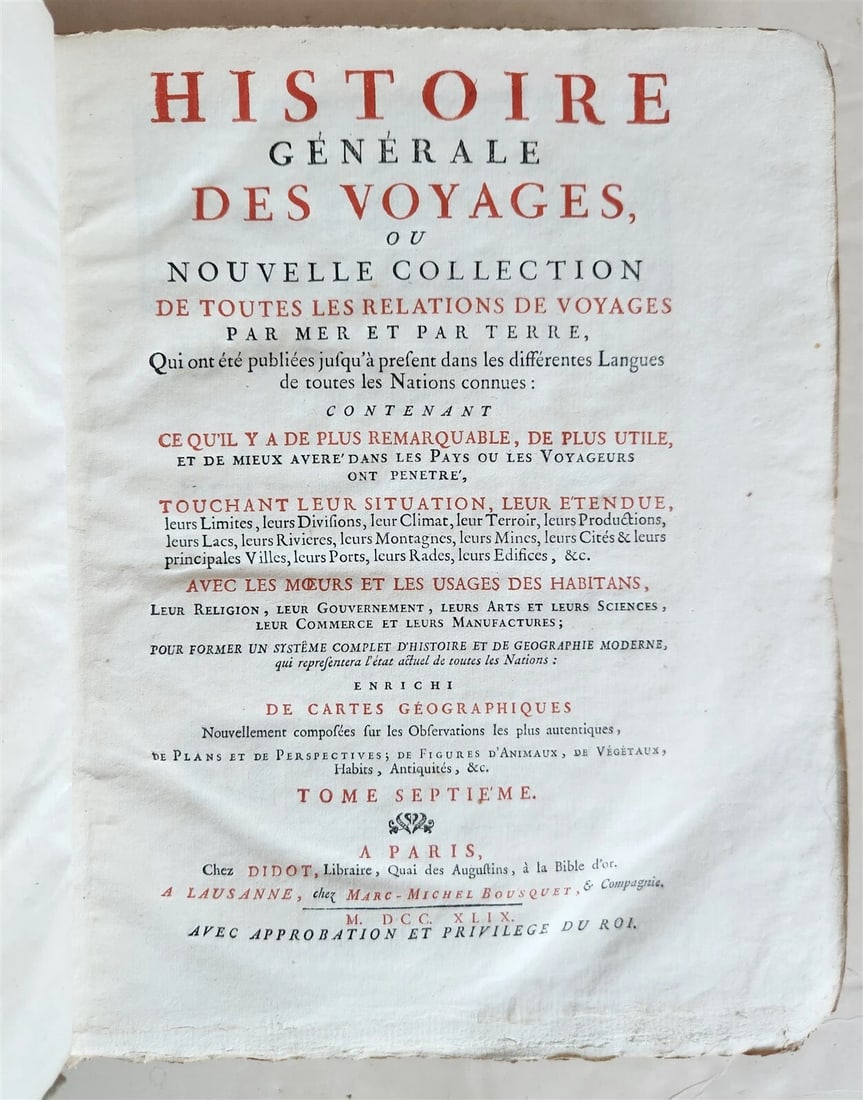 HISTOIRE
GÉNÉRALE
DES VOYAGES,
OU
NOUVELLE COLLECTION
DE TOUTES LES RELATIONS DE VOYAGES
PAR MER ET PAR TERRE,
Qui ont été publiées juſqu'à preſent dans les différentes Langues
de toutes les Nations connues :
CONTENANT
CE QU'IL Y A DE PLUS REMARQUABLE, DE PLUS UTILE,
ET DE MIEUX AVERE' DANS LES PAYS OU LES VOYAGEURS
ONT PENETRE',
TOUCHANT LEUR SITUATION, LEUR E'TENDUE,
leurs Limites, leurs Diviſions, leur Climat, leur Terroir, leurs Productions,
leurs Lacs, leurs Rivieres, leurs Montagnes, leurs Mines, leurs Cités & leurs
principales Villes, leurs Ports, leurs Rades, leurs Edifices, &c.
AVEC LES MŒURS ET LES USAGES DES HABITANS,
LEUR RELIGION, LEUR GOUVERNEMENT, LEURS ARTS ET LEURS SCIENCES,
LEUR COMMERCE ET LEURS MANUFACTURES;
POUR FORMER UN SYSTÊME COMPLET D'HISTOIRE ET DE GEOGRAPHIE MODERNE,
qui repreſentera l'état actuel de toutes les Nations :
ENRICHI
DE CARTES GÉOGRAPHIQUES
Nouvellement compoſées ſur les Obſervations les plus autentiques,
DE PLANS ET DE PERSPECTIVES; DE FIGURES D'ANIMAUX, DE VÉGÉTAUX,
Habits, Antiquités, &c.
TOME SEPTIE'ME.
A PARIS,
Chez DIDOT, Libraire, Quai des Auguſtins, à la Bible d'or.
A LAUSANNE, chez MARC-MICHEL BOUSQUET, & Compagnie.
M. DCC. XLIX.
AVEC APPROBATION ET PRIVILEGE DU ROI.